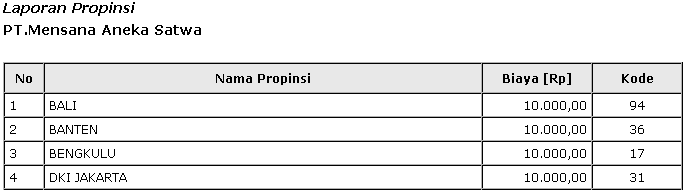 Laporan Propinsi
PT.Mensana Aneka Satwa
No Nama Propinsi Biaya [Rp] Kode
1 BALI 10.000,00 94
2 BANTEN 10.000,00 36
3 BENGKULU 10.000,00 17
4 DKI JAKARTA 10.000,00 31